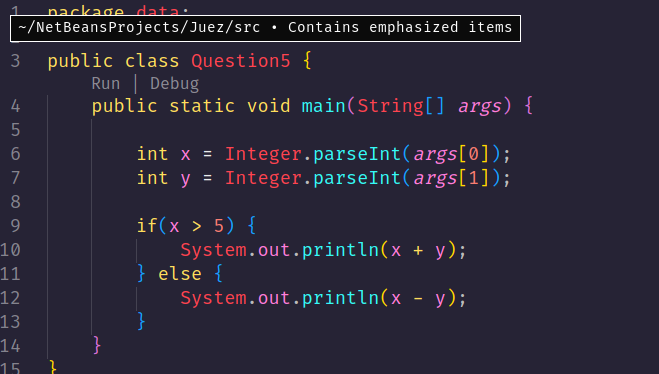 1 package data;
~/NetBeansProjects/Juez/src • Contains emphasized items
3 public class Question5 {
Run | Debug
4 public static void main(String[] args) {
5
6 int x = Integer.parseInt(args[0]);
7 int y = Integer.parseInt(args[1]);
8
9 if(x > 5) {
10 System.out.println(x + y);
11 } else {
12 System.out.println(x - y);
13 }
14 }
15 }